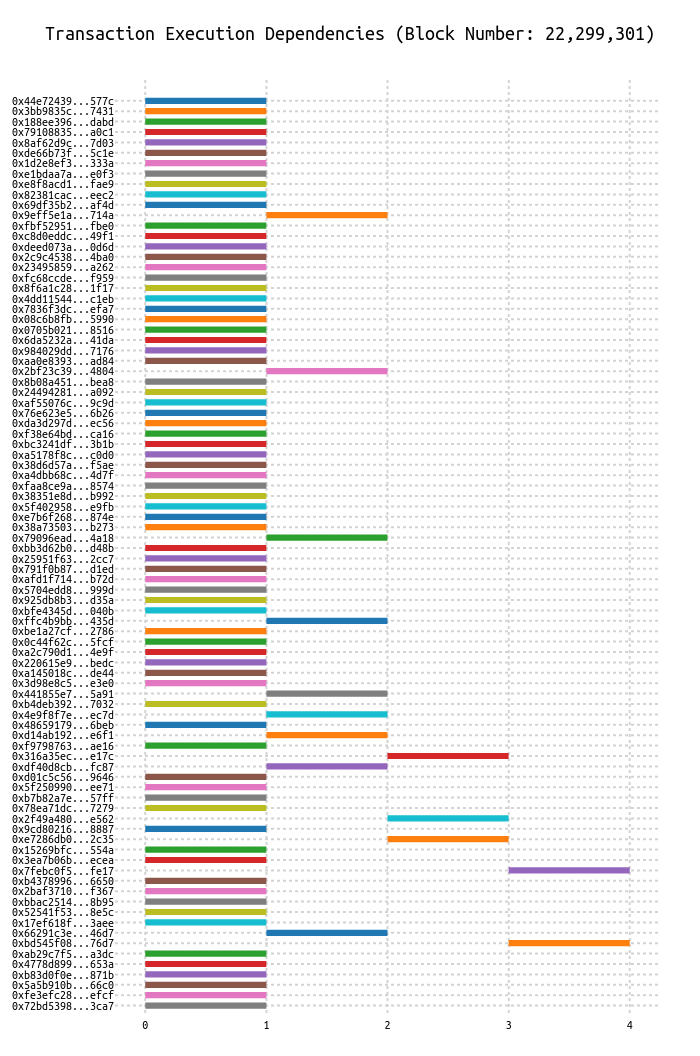 Transaction Execution Dependencies (Block Number: 22,299,301)
0x44e72439...577c
0x3bb9835c...7431
0x188ee396...dabd
0x79108835...a0c1
0x8af62d9c...7d03
0xde66b73f...5c1e
0x1d2e8ef3...333a
0xe1bdaa7a...e0f3
0xe8f8acd1...fae9
0x82381cac...eec2
0x69df35b2...af4d
0x9eff5e1a...714a
0xfbf52951...fbe0
0xc8d0eddc...49f1
0xdeed073a...0d6d
0x2c9c4538...4ba0
0x23495859...a262
0xfc68ccde...f959
0x8f6a1c28...1f17
0x4dd11544...c1eb
0x7836f3dc...efa7
0x08c6b8fb...5990
0x0705b021...8516
0x6da5232a...41da
0x984029dd...7176
0xaa0e8393...ad84
0x2bf23c39...4804
0x8b08a451...bea8
0x24494281...a092
0xaf55076c...9c9d
0x76e623e5...6b26
0xda3d297d...ec56
0xf38e64bd...ca16
0xbc3241df...3b1b
0xa5178f8c...c0d0
0x38d6d57a...f5ae
0xa4dbb68c...4d7f
0xfaa8ce9a...8574
0x38351e8d...b992
0x5f402958...e9fb
0xe7b6f268...874e
0x38a73503...b273
0x79096ead...4a18
0xbb3d62b0...d48b
0x25951f63...2cc7
0x791f0b87...d1ed
0xafd1f714...b72d
0x5704edd8...999d
0x925db8b3...d35a
0xbfe4345d...040b
0xffc4b9bb...435d
0xbe1a27cf...2786
0x0c44f62c...5fcf
0xa2c790d1...4e9f
0x220615e9...bedc
0xa145018c...de44
0x3d98e8c5...e3e0
0x441855e7...5a91
0xb4deb392...7032
0x4e9f8f7e...ec7d
0x48659179...6beb
0xd14ab192...e6f1
0xf9798763...ae16
0x316a35ec...e17c
0xdf40d8cb...fc87
0xd01c5c56...9646
0x5f250990...ee71
0xb7b82a7e...57ff
0x78ea71dc...7279
0x2f49a480...e562
0x9cd80216...8887
0xe7286db0...2c35
0x15269bfc...554a
0x3ea7b06b...ecea
0x7febc0f5...fe17
0xb4378996...6650
0x2baf3710...f367
0xbbac2514...8b95
0x52541f53...8e5c
0x17ef618f...3aee
0x66291c3e...46d7
0xbd545f08...76d7
0xab29c7f5...a3dc
0x4778d899...653a
0xb83d0f0e...871b
0x5a5b910b...66c0
0xfe3efc28...efcf
0x72bd5398...3ca7
0 1 2 3 4